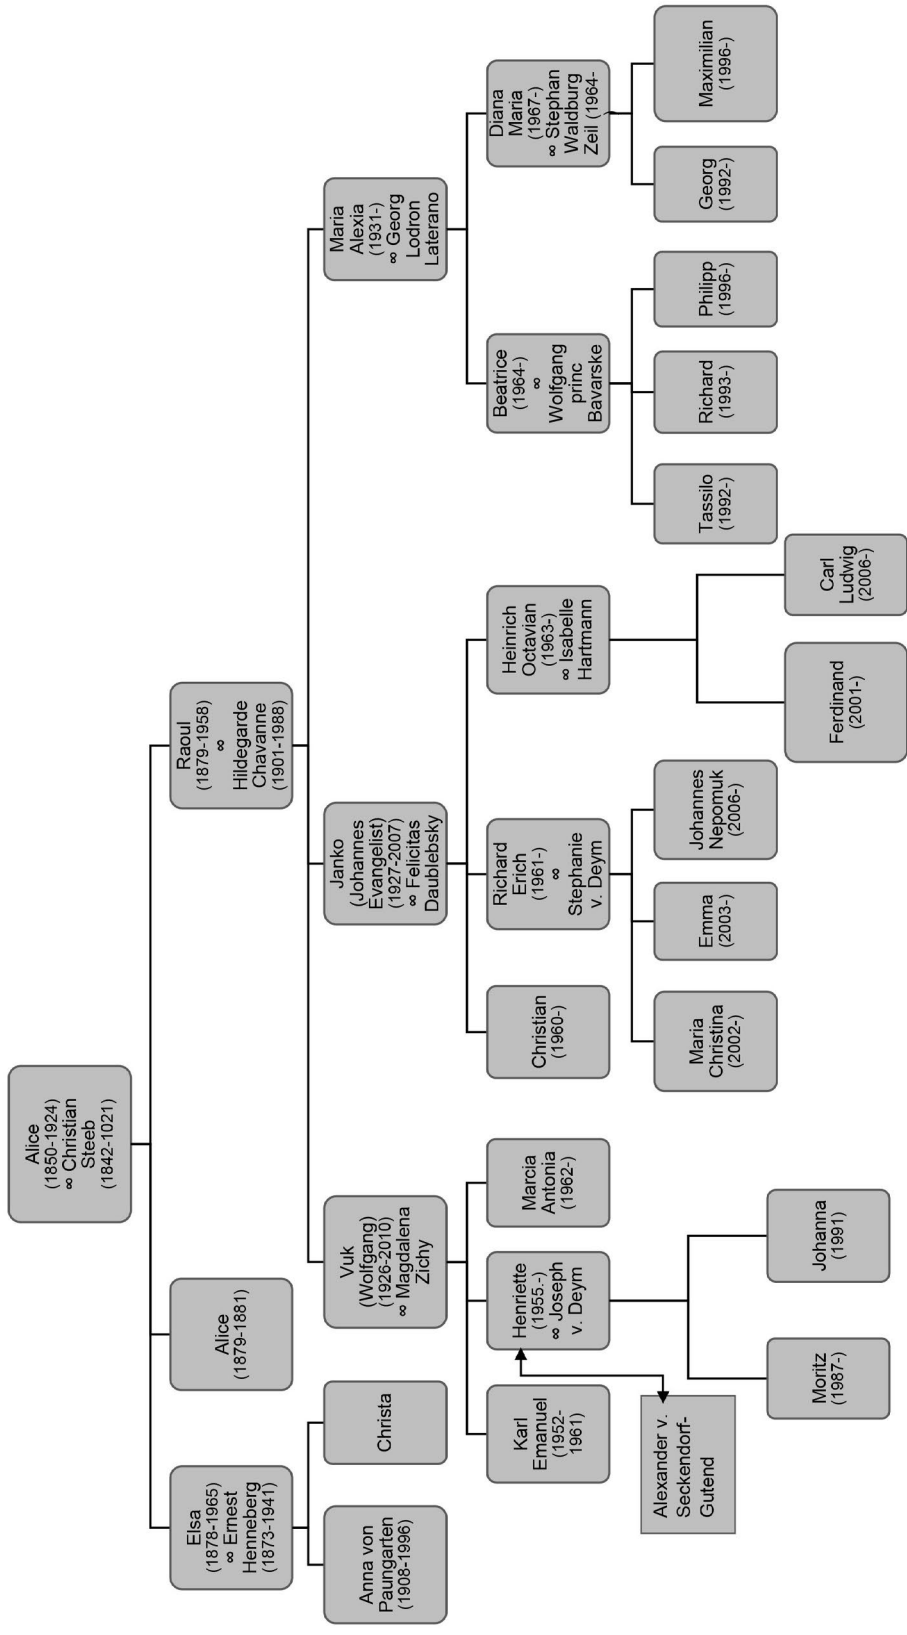 Alice
(1850-1924)
∞ Christian
Steeb
(1842-1021)
Elsa
(1878-1965)
∞ Ernest
Henneberg
(1873-1941)
Alice
(1879-1881)
Raoul
(1879-1958)
∞
Hildegarde
Chavanne
(1901-1988)
Anna von
Paungarten
(1908-1996)
Christa
Vuk
(Wolfgang)
(1926-2010)
∞ Magdalena
Zichy
Janko
(Johannes
Evangelist)
(1927-2007)
∞ Felicitas
Daublebsky
Maria
Alexia
(1931-)
∞ Georg
Lodron
Laterano
Karl
Emanuel
(1952-
1961)
Henriette
(1955.-)
∞ Joseph
v. Deym
Marcia
Antonia
(1962-)
Christian
(1960-)
Richard
Erich
(1961-)
∞
Stephanie
v. Deym
Heinrich
Octavian
(1963-)
∞ Isabelle
Hartmann
Beatrice
(1964-)
∞
Wolfgang
princ
Bavarske
Diana
Maria
(1967-)
∞ Stephan
Waldburg
Zeil (1964-
Alexander v.
Seckendorf-
Gutend
Maria
Christina
(2002-)
Emma
(2003-)
Johannes
Nepomuk
(2006-)
Tassilo
(1992-)
Richard
(1993-)
Philipp
(1996-)
Georg
(1992-)
Maximilian
(1996-)
Moritz
(1987-)
Johanna
(1991)
Ferdinand
(2001-)
Carl
Ludwig
(2006-)